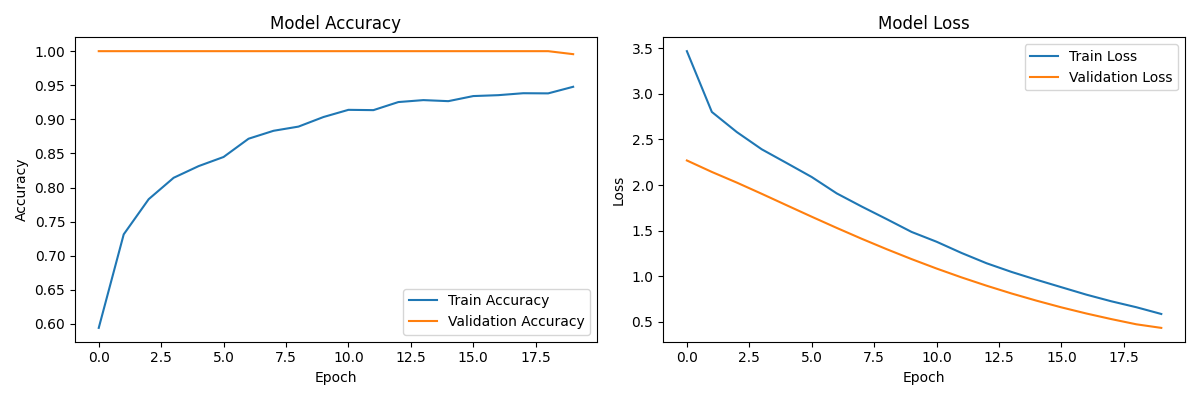 Model Accuracy
1.00
0.95
0.90
0.85
0.80
0.75
0.70
0.65
0.60
Accuracy
Train Accuracy
Validation Accuracy
0.0 2.5 5.0 7.5 10.0 12.5 15.0 17.5
Epoch
Model Loss
3.5
3.0
2.5
2.0
1.5
1.0
0.5
Loss
Train Loss
Validation Loss
0.0 2.5 5.0 7.5 10.0 12.5 15.0 17.5
Epoch